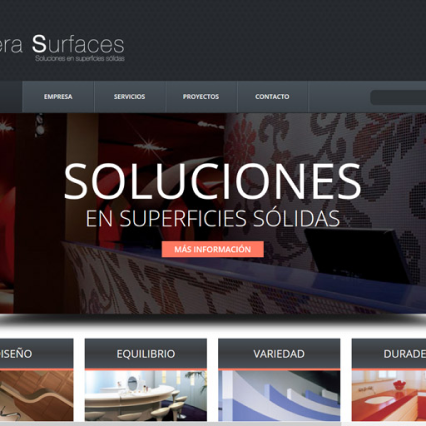 era Surfaces
Soluciones en superficies sólidas
EMPRESA SERVICIOS PROYECTOS CONTACTO
SOLUCIONES
EN SUPERFICIES SÓLIDAS
MÁS INFORMACIÓN
ISEÑO EQUILIBRIO VARIEDAD DURADE